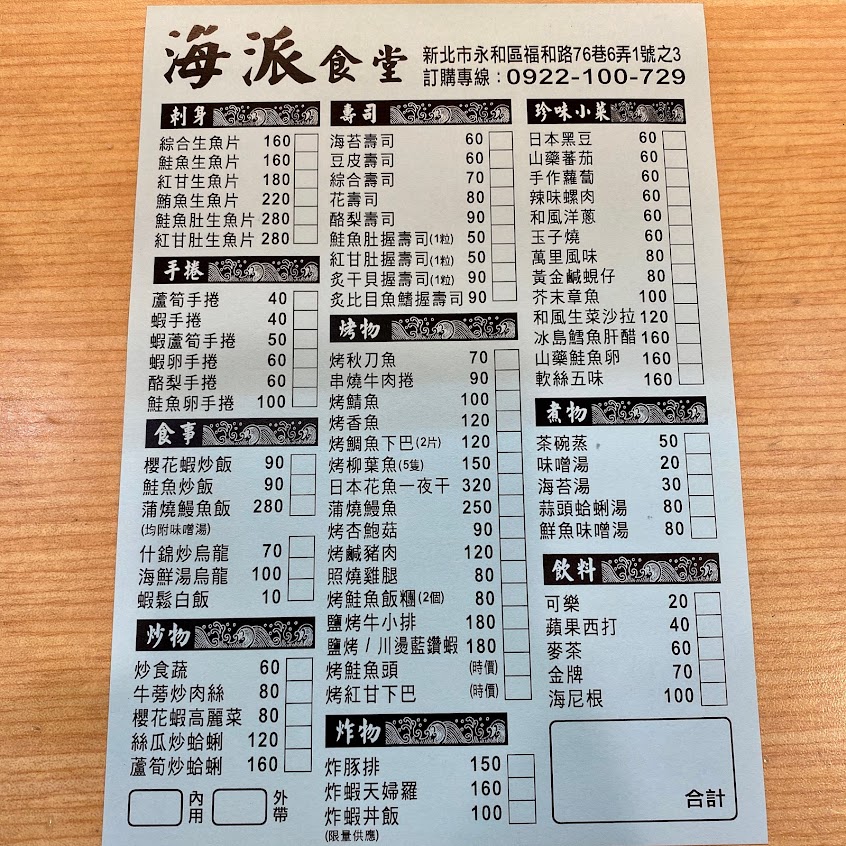 海派食堂
新北市永和區福和路76巷6弄1號之3
訂購專線：0922-100-729
刺身
綜合生魚片 160
鮭魚生魚片 160
紅甘生魚片 180
鮪魚生魚片 220
鮭魚肚生魚片 280
紅甘肚生魚片 280
手捲
蘆筍手捲 40
蝦手捲 40
蝦蘆筍手捲 50
蝦卵手捲 60
酪梨手捲 60
鮭魚卵手捲 100
食事
櫻花蝦炒飯 90
鮭魚炒飯 90
蒲燒鰻魚飯 280
(均附味噌湯)
什錦炒烏龍 70
海鮮湯烏龍 100
蝦鬆白飯 10
炒物
炒食蔬 60
牛蒡炒肉絲 80
櫻花蝦高麗菜 80
絲瓜炒蛤蜊 120
蘆筍炒蛤蜊 160
內用
外帶
壽司
海苔壽司 60
豆皮壽司 60
綜合壽司 70
花壽司 80
酪梨壽司 90
鮭魚肚握壽司(1粒) 50
紅甘肚握壽司(1粒) 50
炙干貝握壽司(1粒) 90
炙比目魚鰭握壽司 90
烤物
烤秋刀魚 70
串燒牛肉捲 90
烤鯖魚 100
烤香魚 120
烤鯛魚下巴(2片) 120
烤柳葉魚(5隻) 150
日本花魚一夜干 320
蒲燒鰻魚 250
烤杏鮑菇 90
烤鹹豬肉 120
照燒雞腿 80
烤鮭魚飯糰(2個) 80
鹽烤牛小排 180
鹽烤/川燙藍鑽蝦 180
烤鮭魚頭 (時價)
烤紅甘下巴 (時價)
炸物
炸豚排 150
炸蝦天婦羅 160
炸蝦丼飯 100
(限量供應)
珍味小菜
日本黑豆 60
山藥蕃茄 60
手作蘿蔔 60
辣味螺肉 60
和風洋蔥 60
玉子燒 60
萬里風味 80
黃金鹹蜆仔 80
芥末章魚 100
和風生菜沙拉 120
冰島鱈魚肝醋 160
山藥鮭魚卵 160
軟絲五味 160
煮物
茶碗蒸 50
味噌湯 20
海苔湯 30
蒜頭蛤蜊湯 80
鮮魚味噌湯 80
飲料
可樂 20
蘋果西打 40
麥茶 60
金牌 70
海尼根 100
合計